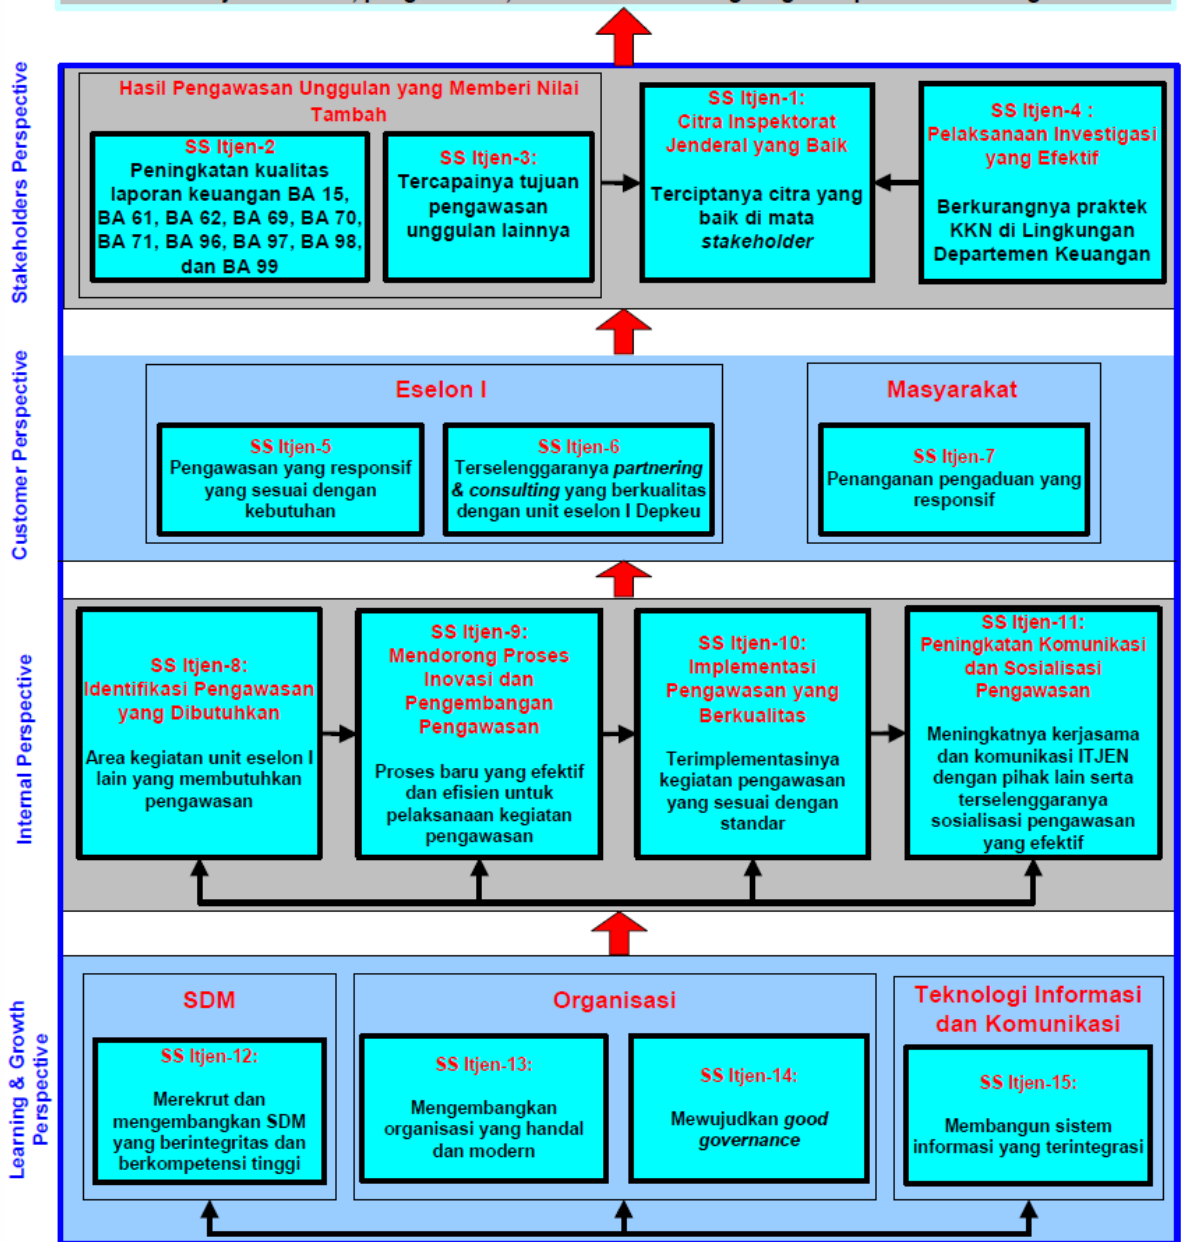 Stakeholders Perspective
Hasil Pengawasan Unggulan yang Memberi Nilai
Tambah
SS Itjen-2
Peningkatan kualitas
laporan keuangan BA 15,
BA 61, BA 62, BA 69, BA 70,
BA 71, BA 96, BA 97, BA 98,
dan BA 99
SS Itjen-3:
Tercapainya tujuan
pengawasan
unggulan lainnya
SS Itjen-1:
Citra Inspektorat
Jenderal yang Baik
Terciptanya citra yang
baik di mata
stakeholder
SS Itjen-4 :
Pelaksanaan Investigasi
yang Efektif
Berkurangnya praktek
KKN di Lingkungan
Departemen Keuangan
Customer Perspective
Eselon I
SS Itjen-5
Pengawasan yang responsif
yang sesuai dengan
kebutuhan
SS Itjen-6
Terselenggaranya partnering
& consulting yang berkualitas
dengan unit eselon I Depkeu
Masyarakat
SS Itjen-7
Penanganan pengaduan yang
responsif
Internal Perspective
SS Itjen-8:
Identifikasi Pengawasan
yang Dibutuhkan
Area kegiatan unit eselon I
lain yang membutuhkan
pengawasan
SS Itjen-9:
Mendorong Proses
Inovasi dan
Pengembangan
Pengawasan
Proses baru yang efektif
dan efisien untuk
pelaksanaan kegiatan
pengawasan
SS Itjen-10:
Implementasi
Pengawasan yang
Berkualitas
Terimplementasinya
kegiatan pengawasan
yang sesuai dengan
standar
SS Itjen-11:
Peningkatan Komunikasi
dan Sosialisasi
Pengawasan
Meningkatnya kerjasama
dan komunikasi ITJEN
dengan pihak lain serta
terselenggaranya
sosialisasi pengawasan
yang efektif
Learning & Growth
Perspective
SDM
SS Itjen-12:
Merekrut dan
mengembangkan SDM
yang berintegritas dan
berkompetensi tinggi
Organisasi
SS Itjen-13:
Mengembangkan
organisasi yang handal
dan modern
SS Itjen-14:
Mewujudkan good
governance
Teknologi Informasi
dan Komunikasi
SS Itjen-15:
Membangun sistem
informasi yang terintegrasi